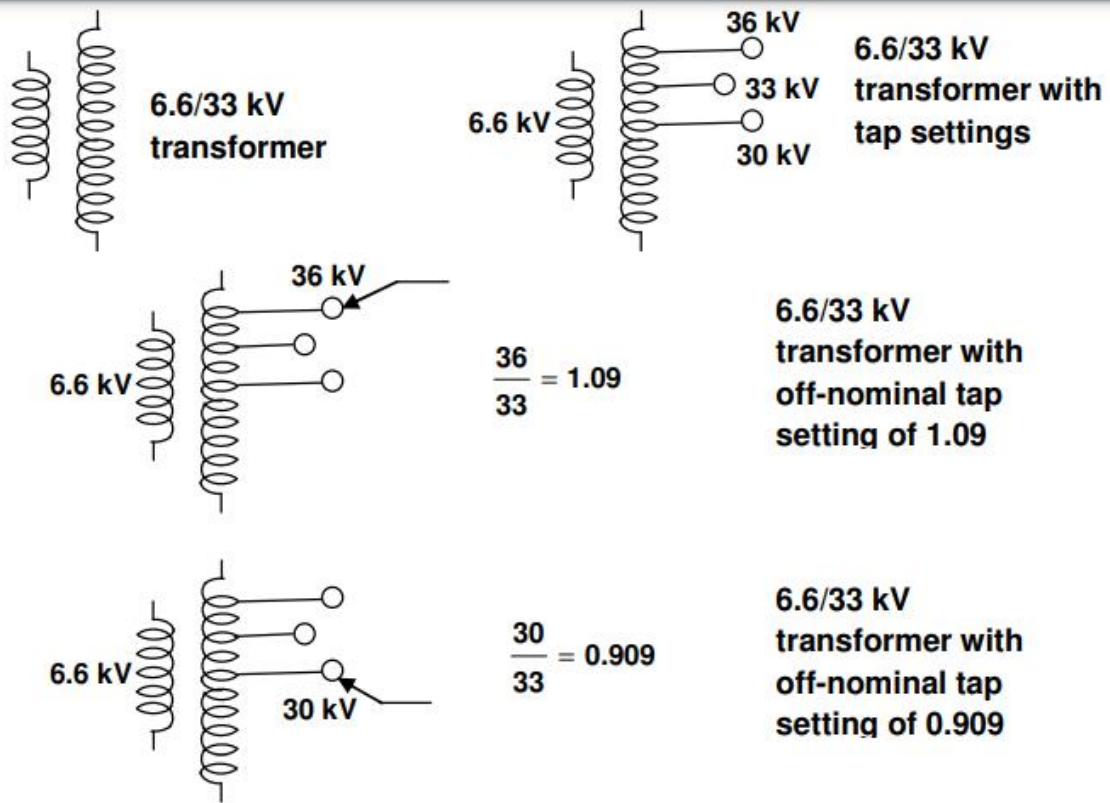 6.6/33 kV
transformer
36 kV
33 kV
30 kV
6.6 kV
6.6/33 kV
transformer with
tap settings
36 kV
6.6 kV
36
33
= 1.09
6.6/33 kV
transformer with
off-nominal tap
setting of 1.09
6.6 kV
30 kV
30
33
= 0.909
6.6/33 kV
transformer with
off-nominal tap
setting of 0.909